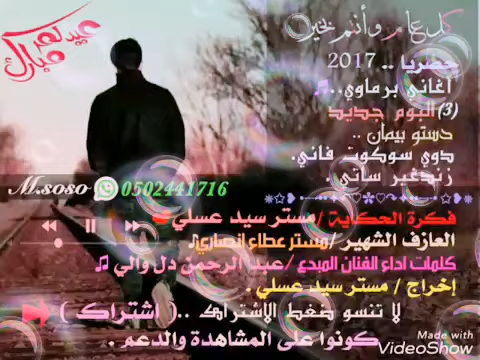 كل عام وأنتم بخير
عيدكم مبارك
حصريا .. 2017
اغاني برماوي..🎵
(3) البوم جديد
دستو بيمان ..
دوي سوكوت فاني.
زندغير ساتي
M.soso 0502441716
فكرة الحكاية /مستر سيد عسلي
العازف الشهير /مستر عطاء انصاري🎵
كلمات اداء الفنان المبدع /عبد الرحمن دل والي 🎵
إخراج / مستر سيد عسلي .
لا تنسو ضغط الإشتراك ..( اشتراك )
كونوا على المشاهدة والدعم .
Made with
VideoShow